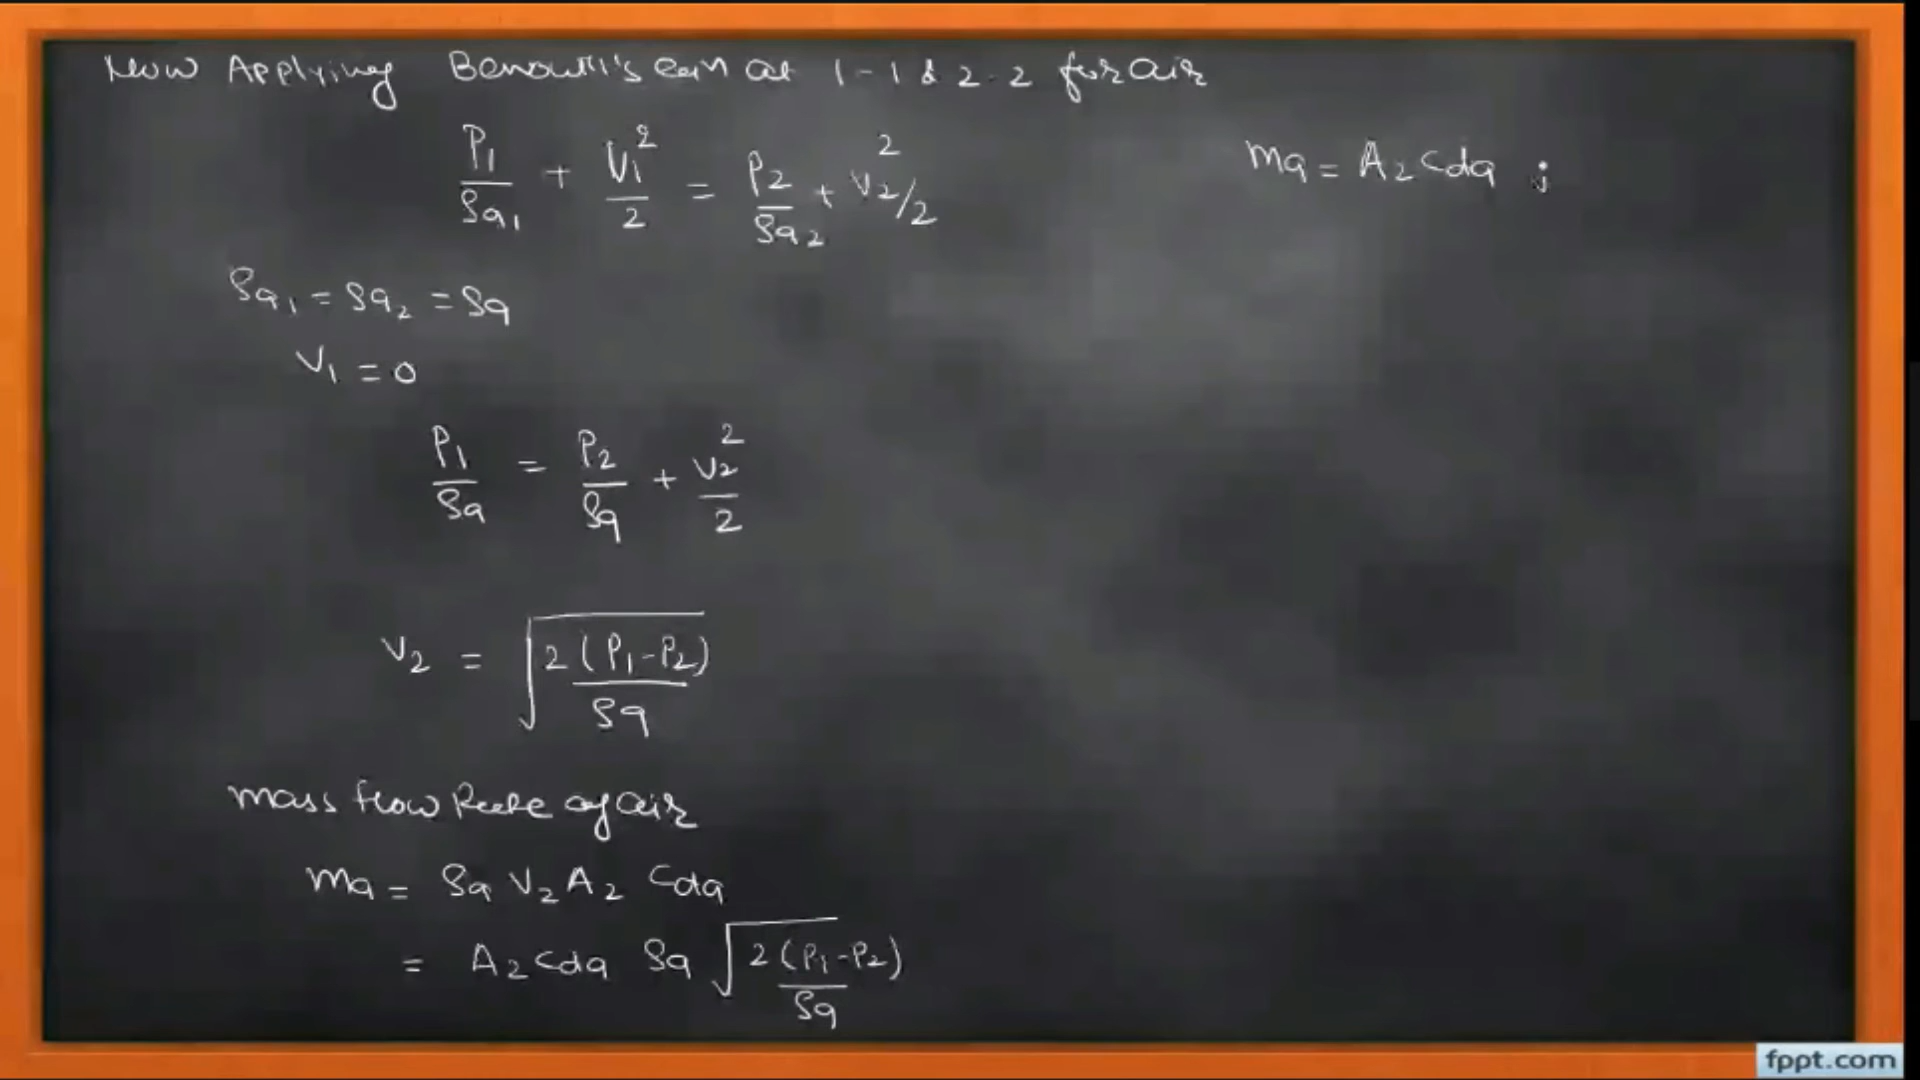 Now Applying Bernoulli's eqn at 1-1 & 2-2 for air
P₁/ρa₁ + V₁²/2 = P₂/ρa₂ + V₂²/2
ρa₁ = ρa₂ = ρa
V₁ = 0
P₁/ρa = P₂/ρa + V₂²/2
V₂ = √(2(P₁-P₂)/ρa)
mass flow Rate of air
ma = ρa V₂ A₂ Cda
= A₂ Cda ρa √(2(P₁-P₂)/ρa)
ma = A₂ Cda
fppt.com